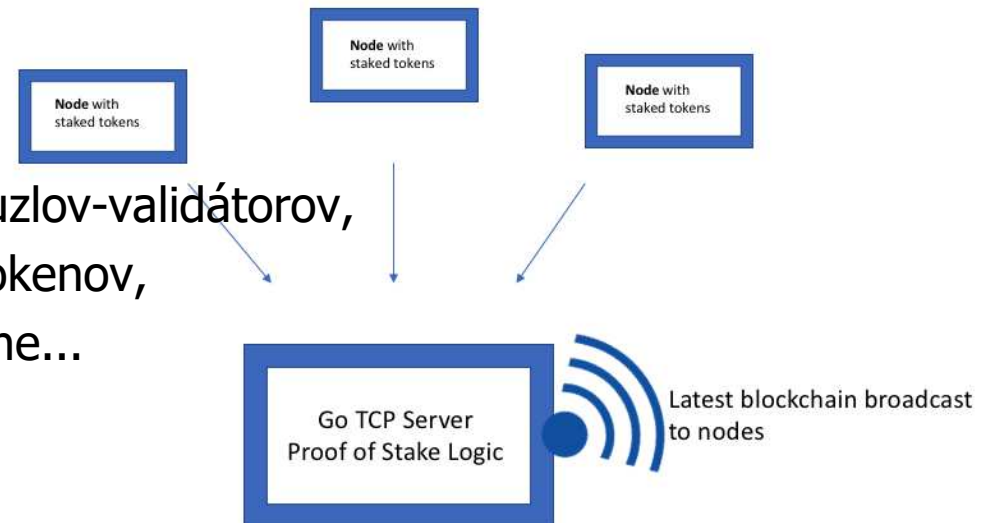 Node with
staked tokens
Node with
staked tokens
Node with
staked tokens
uzlov-validátorov,
okenov,
ne...
Go TCP Server
Proof of Stake Logic
Latest blockchain broadcast
to nodes